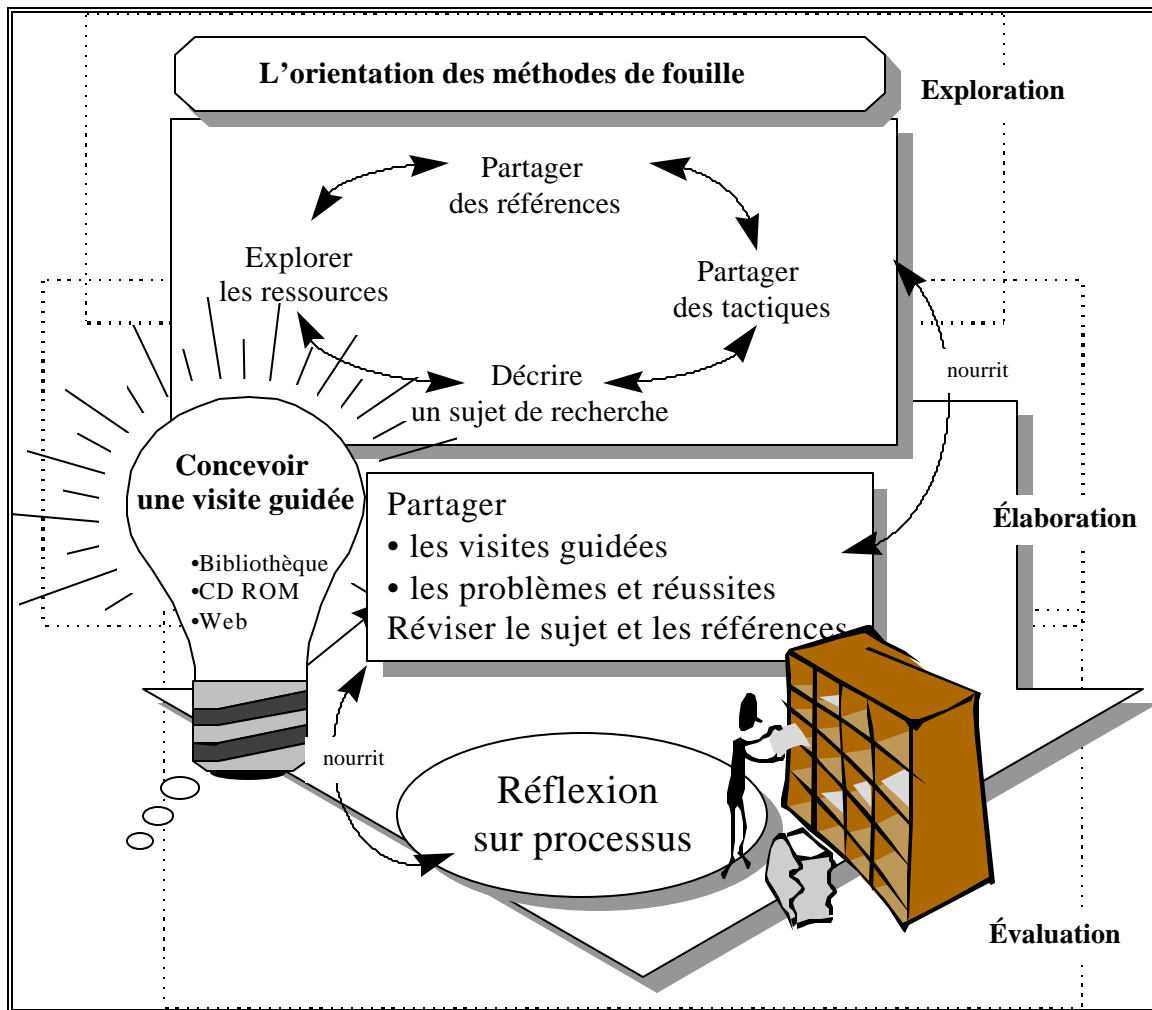 L'orientation des méthodes de fouille
Exploration
Partager
des références
Explorer
les ressources
Partager
des tactiques
Décrire
un sujet de recherche
nourrit
Concevoir
une visite guidée
•Bibliothèque
•CD ROM
•Web
Partager
• les visites guidées
• les problèmes et réussites
Réviser le sujet et les références
Élaboration
nourrit
Réflexion
sur processus
Évaluation